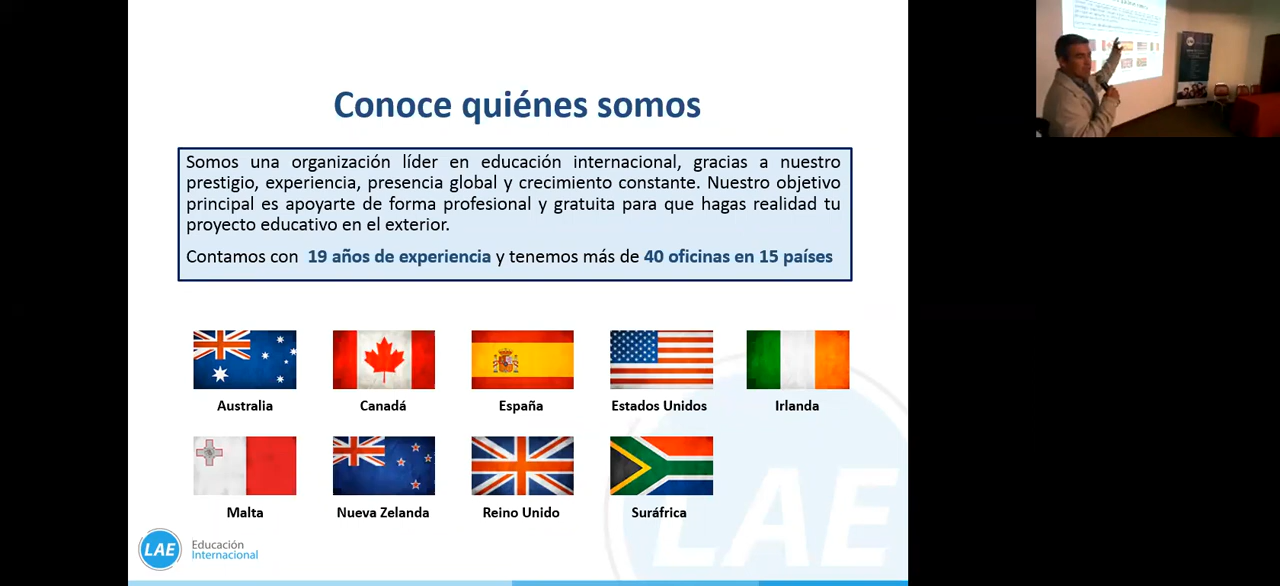 Conoce quiénes somos
Somos una organización líder en educación internacional, gracias a nuestro
prestigio, experiencia, presencia global y crecimiento constante. Nuestro objetivo
principal es apoyarte de forma profesional y gratuita para que hagas realidad tu
proyecto educativo en el exterior.
Contamos con 19 años de experiencia y tenemos más de 40 oficinas en 15 países
Australia Canadá España Estados Unidos Irlanda
Malta Nueva Zelanda Reino Unido Suráfrica
LAE Educación
Internacional
LAE